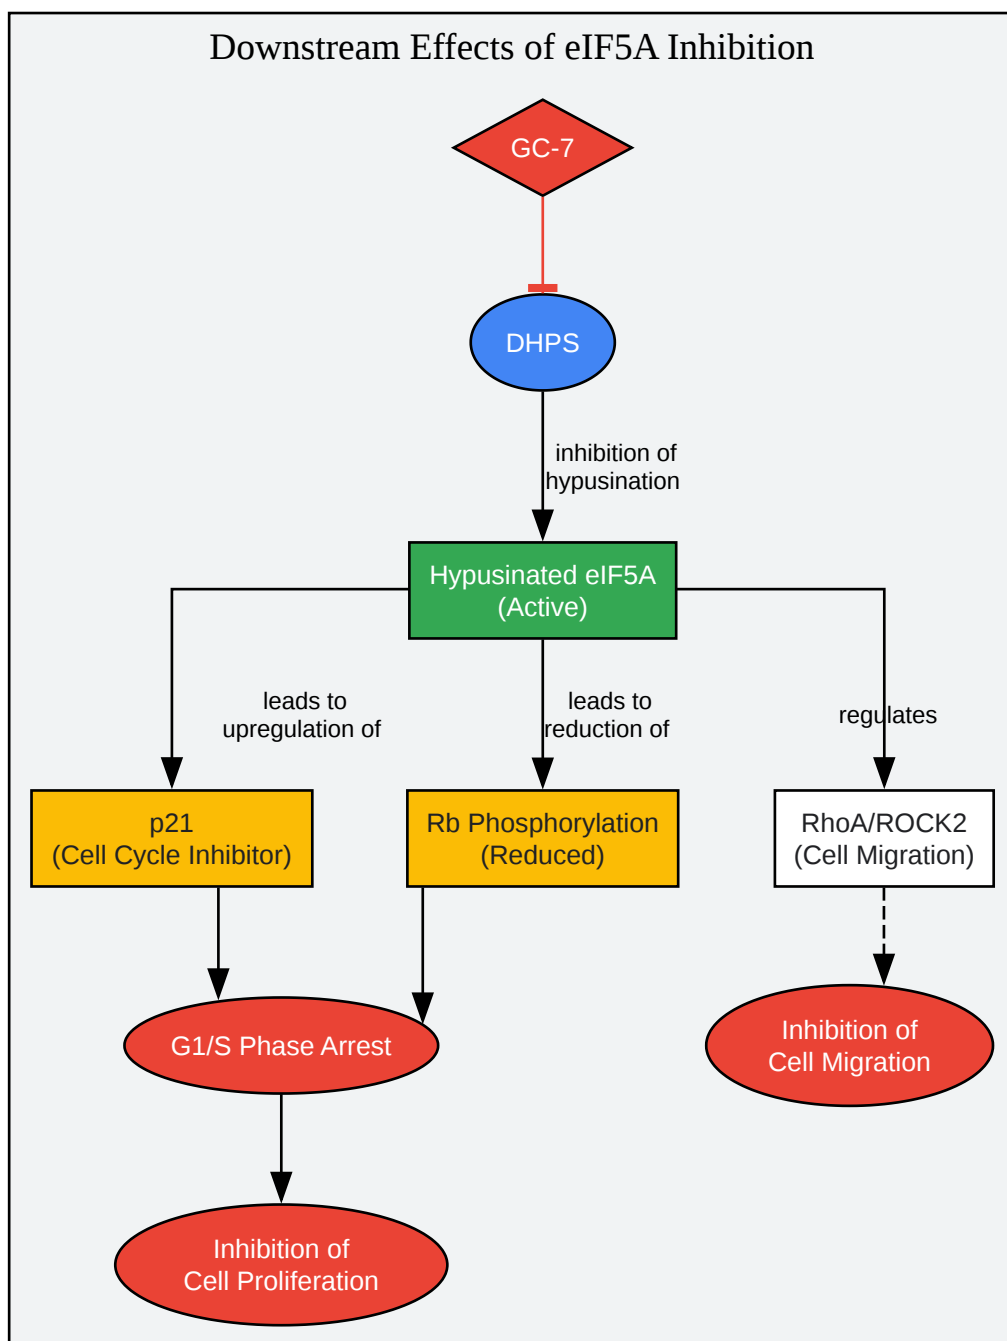 Downstream Effects of eIF5A Inhibition
GC-7
DHPS
inhibition of
hypusination
Hypusinated eIF5A
(Active)
leads to
upregulation of
leads to
reduction of
regulates
p21
(Cell Cycle Inhibitor)
Rb Phosphorylation
(Reduced)
RhoA/ROCK2
(Cell Migration)
G1/S Phase Arrest
Inhibition of
Cell Migration
Inhibition of
Cell Proliferation